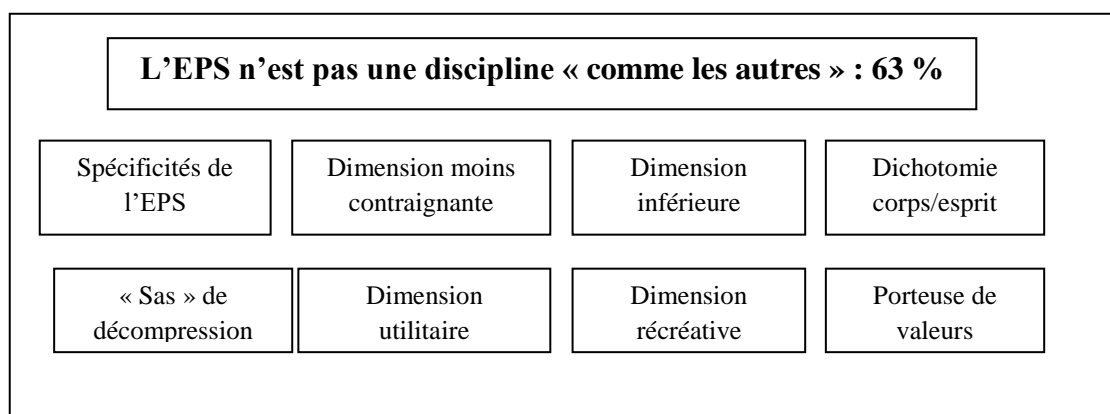 L’EPS n’est pas une discipline « comme les autres » : 63 %
Spécificités de
l’EPS
Dimension moins
contraignante
Dimension
inférieure
Dichotomie
corps/esprit
« Sas » de
décompression
Dimension
utilitaire
Dimension
récréative
Porteuse de
valeurs